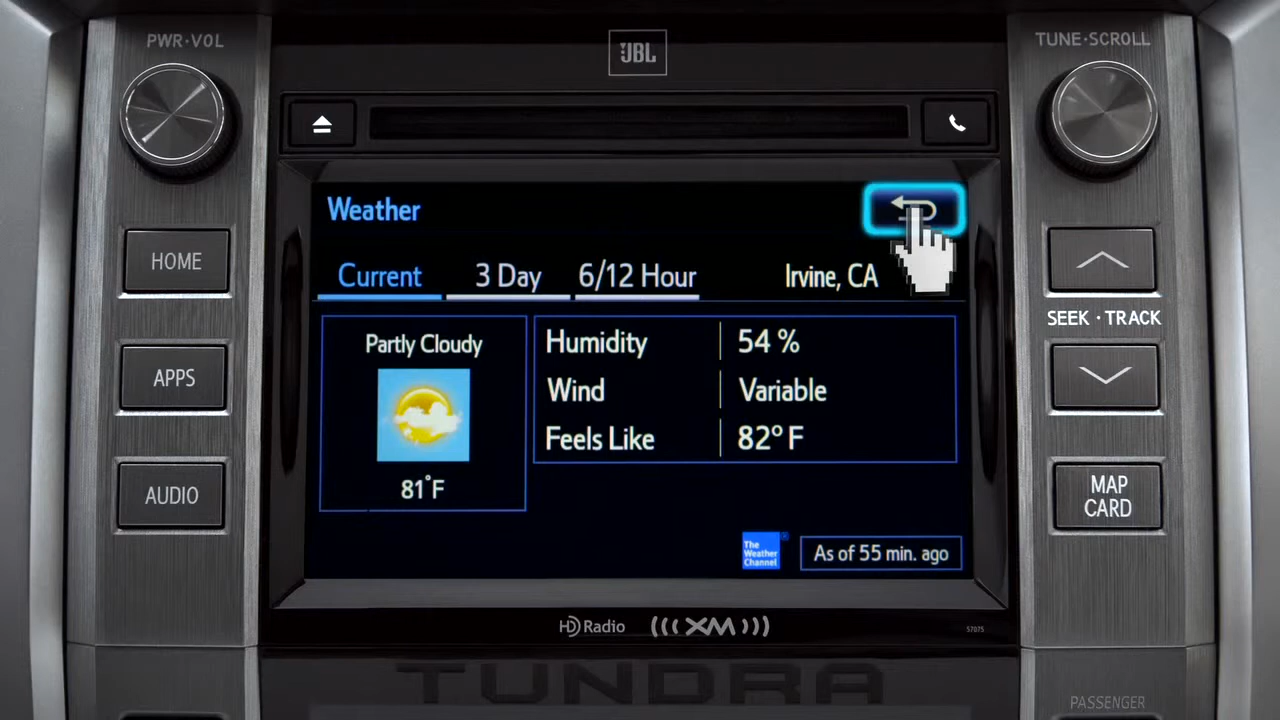 PWR·VOL
JBL
TUNE·SCROLL
Weather
HOME
Current
3 Day
6/12 Hour
Irvine, CA
SEEK · TRACK
Partly Cloudy
Humidity
54 %
APPS
Wind
Variable
Feels Like
82° F
81°F
AUDIO
MAP
CARD
The
Weather
Channel
As of 55 min. ago
HD Radio
((( XM )))
57075
TUNDRA
PASSENGER